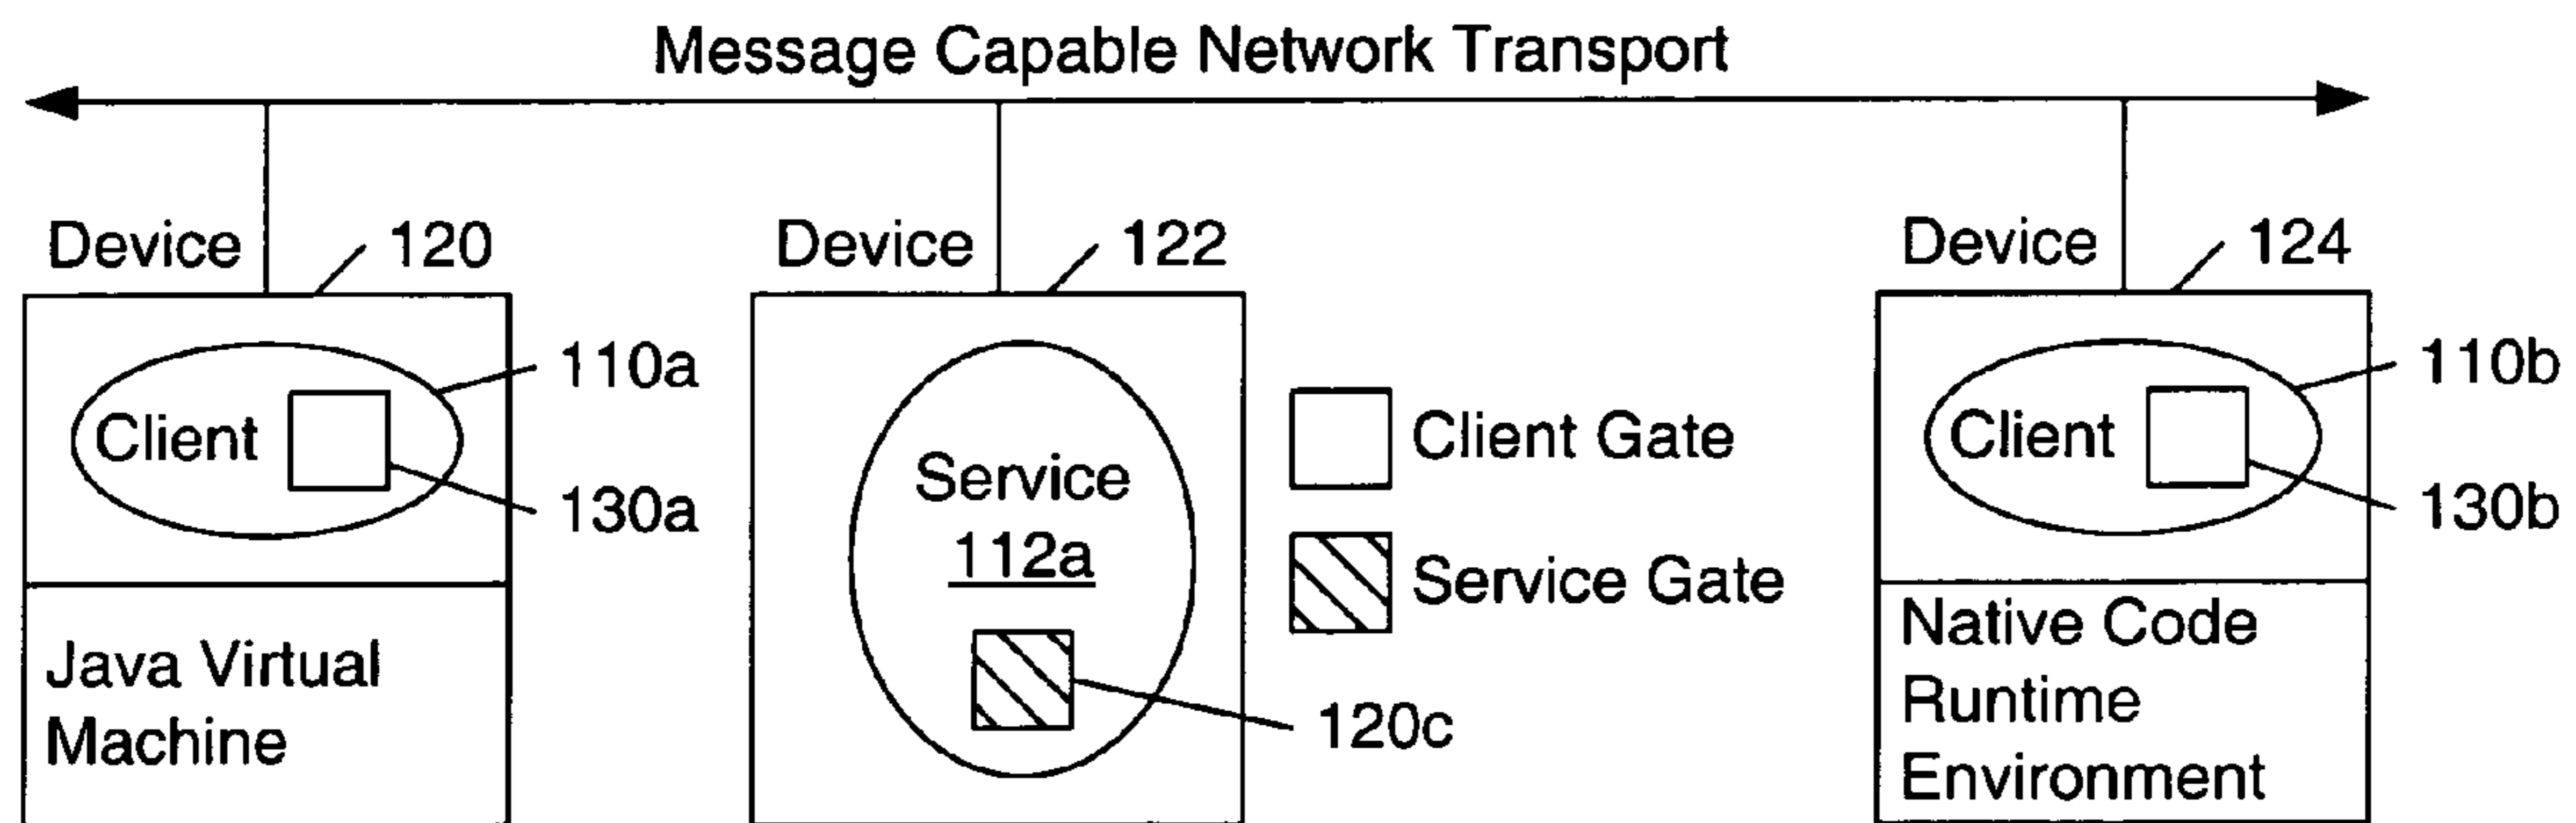 Message Capable Network Transport
Device
120
Device
122
Device
124
110a
Client
130a
Java Virtual
Machine
Service
112a
120c
Client Gate
Service Gate
110b
Client
130b
Native Code
Runtime
Environment